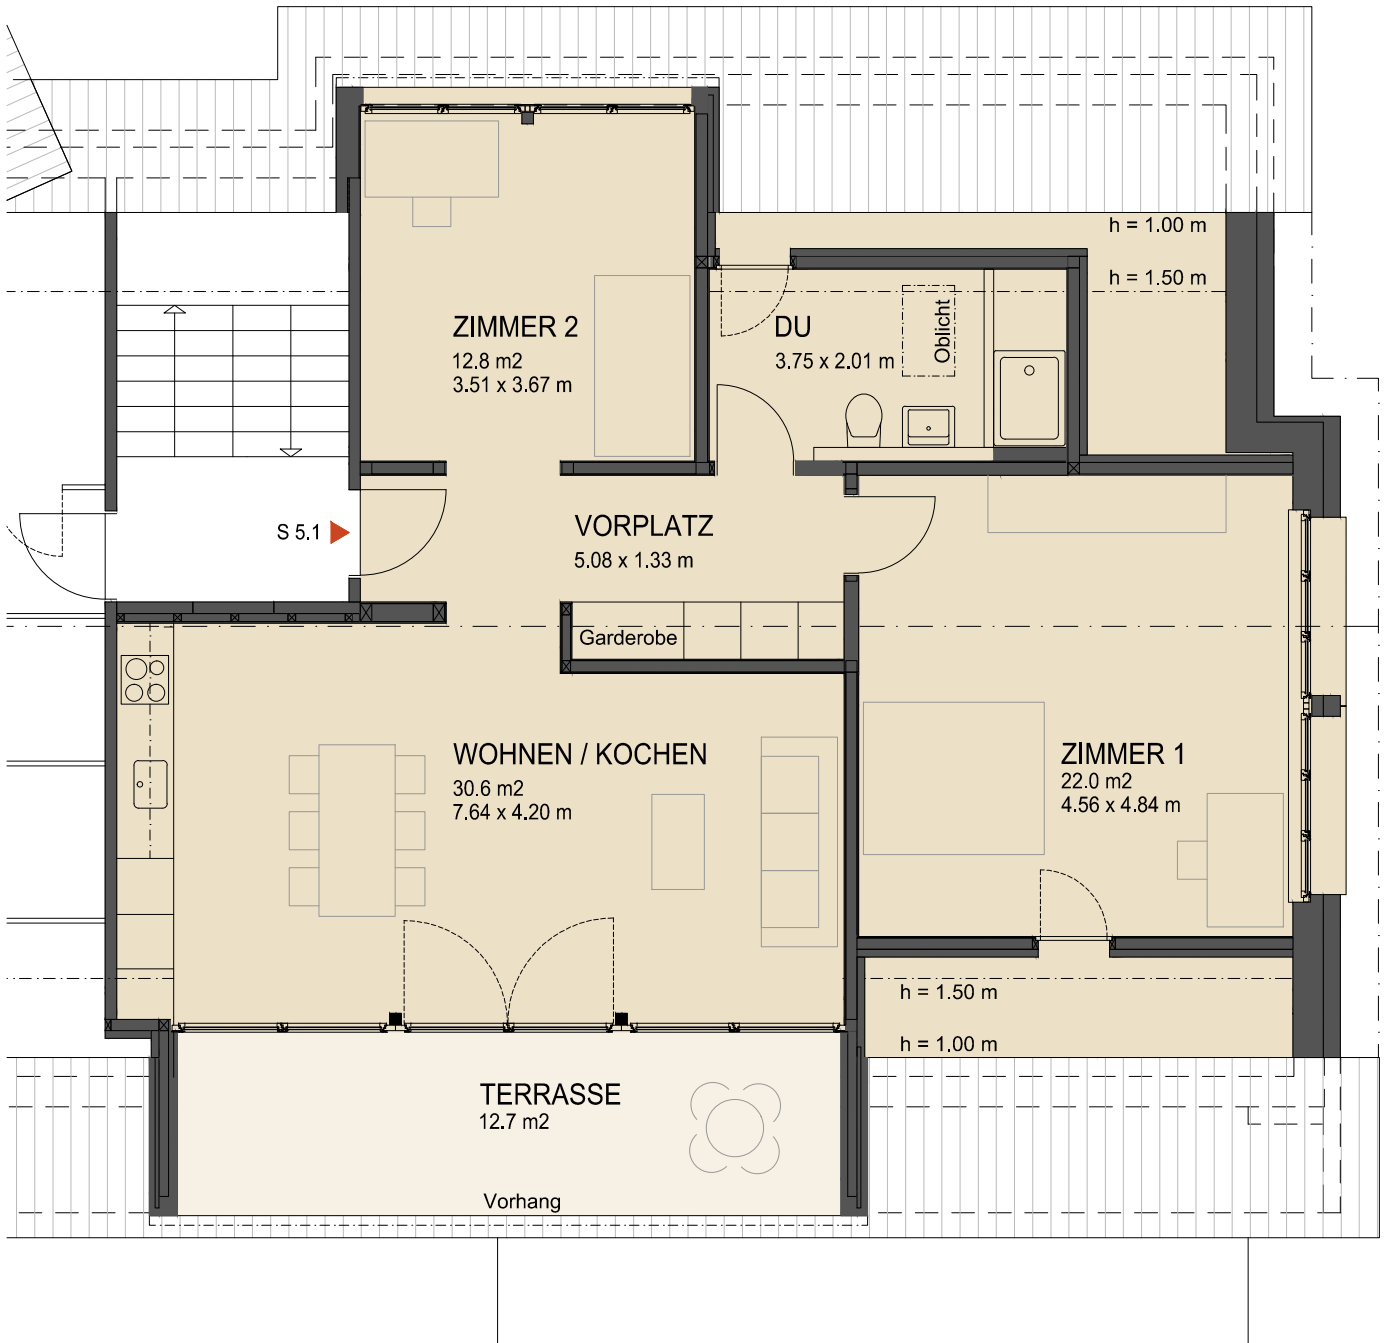 h = 1.00 m
h = 1.50 m
ZIMMER 2
12.8 m2
3.51 x 3.67 m
DU
3.75 x 2.01 m
Oblicht
S 5.1
VORPLATZ
5.08 x 1.33 m
Garderobe
WOHNEN / KOCHEN
30.6 m2
7.64 x 4.20 m
ZIMMER 1
22.0 m2
4.56 x 4.84 m
h = 1.50 m
h = 1.00 m
TERRASSE
12.7 m2
Vorhang